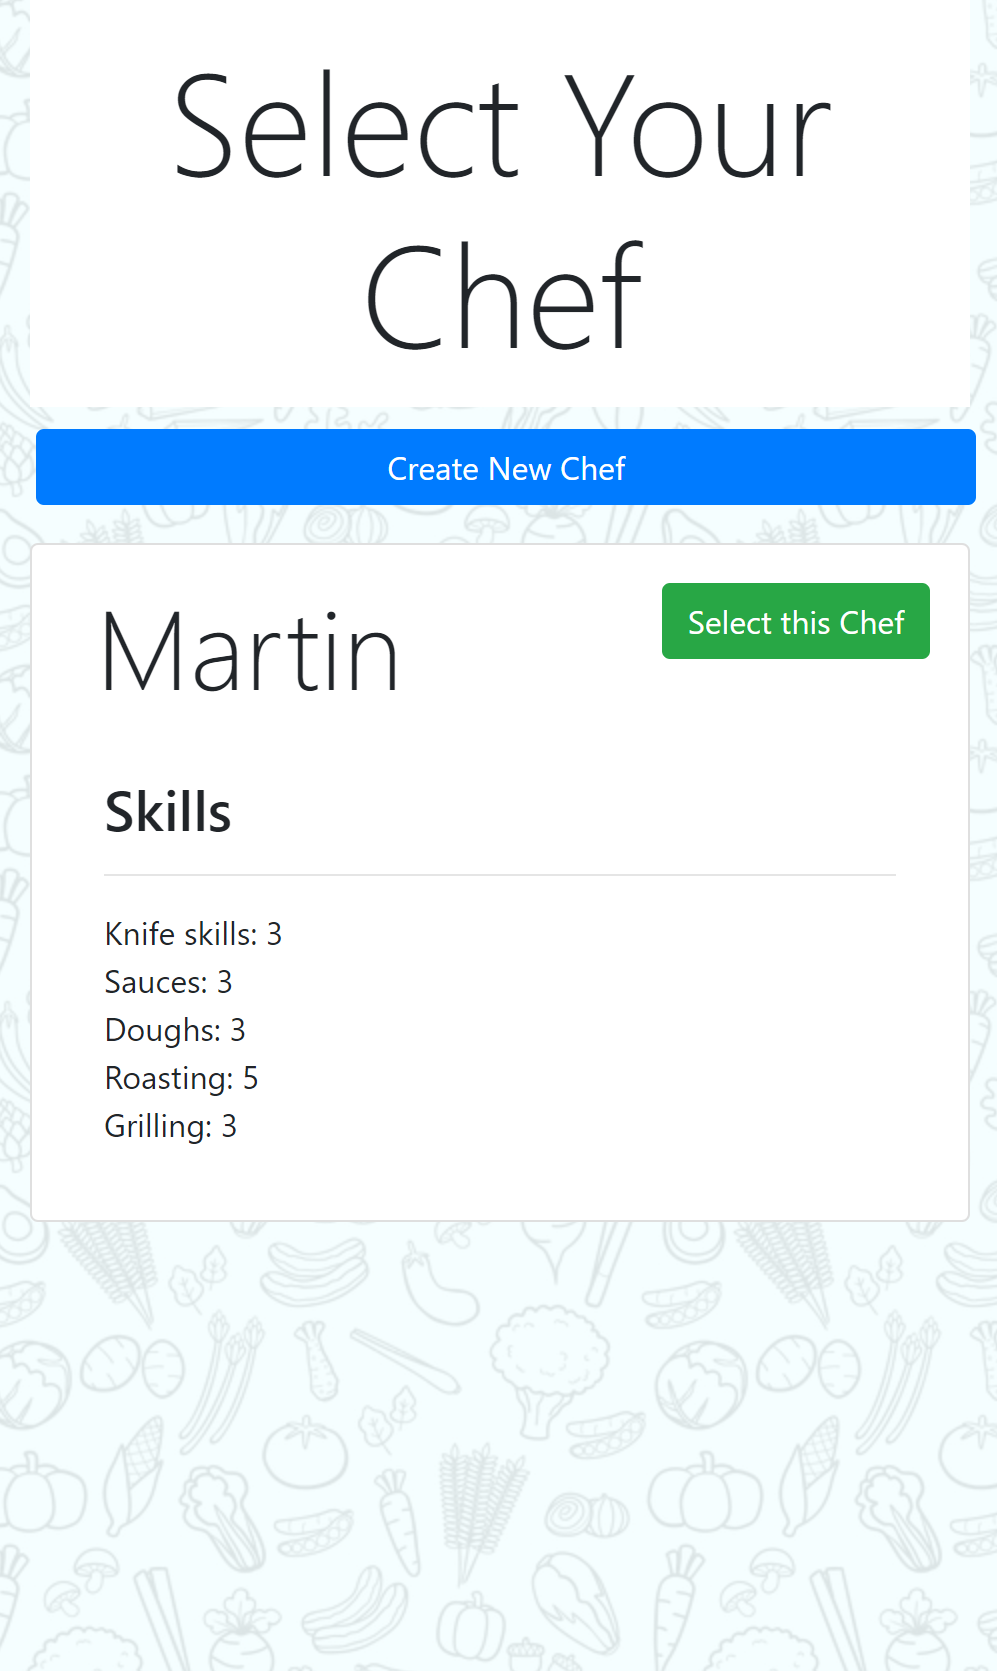 Select Your
Chef
Create New Chef
Martin
Select this Chef
Skills
Knife skills: 3
Sauces: 3
Doughs: 3
Roasting: 5
Grilling: 3